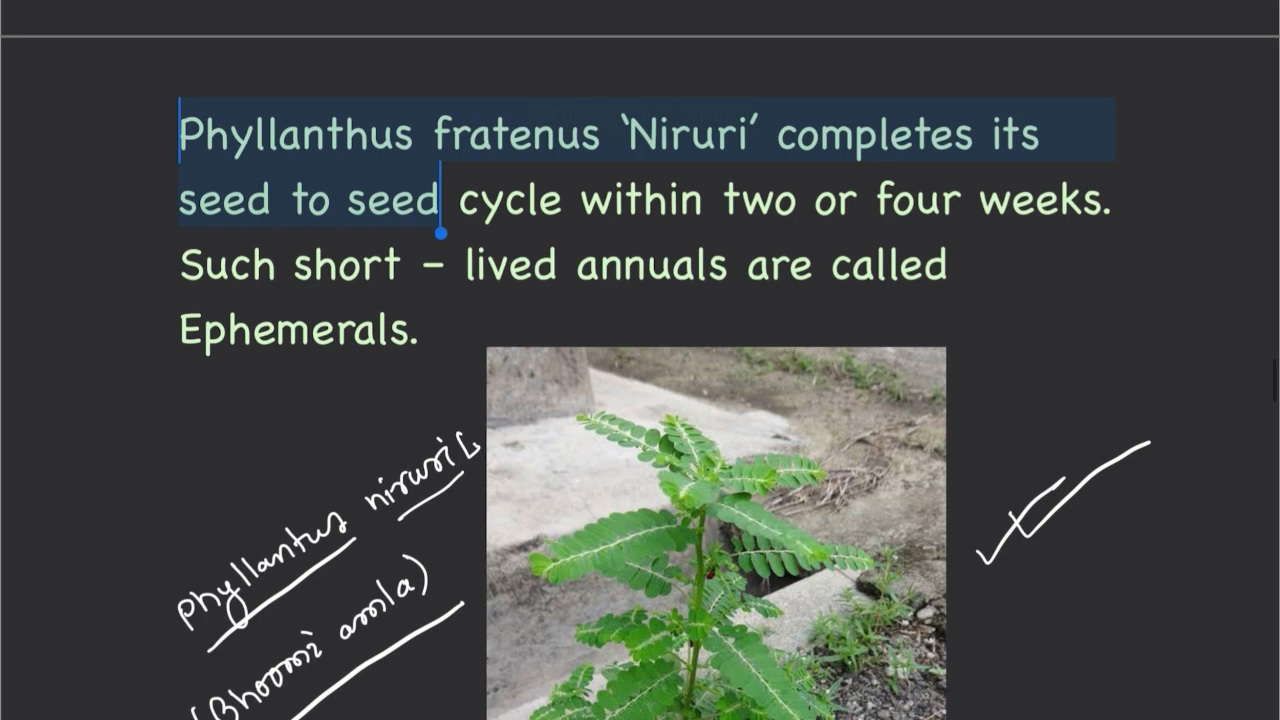 Phyllanthus fratenus ‘Niruri’ completes its
seed to seed cycle within two or four weeks.
Such short – lived annuals are called
Ephemerals.
Phyllantus niruri
(Bhoomi amla)